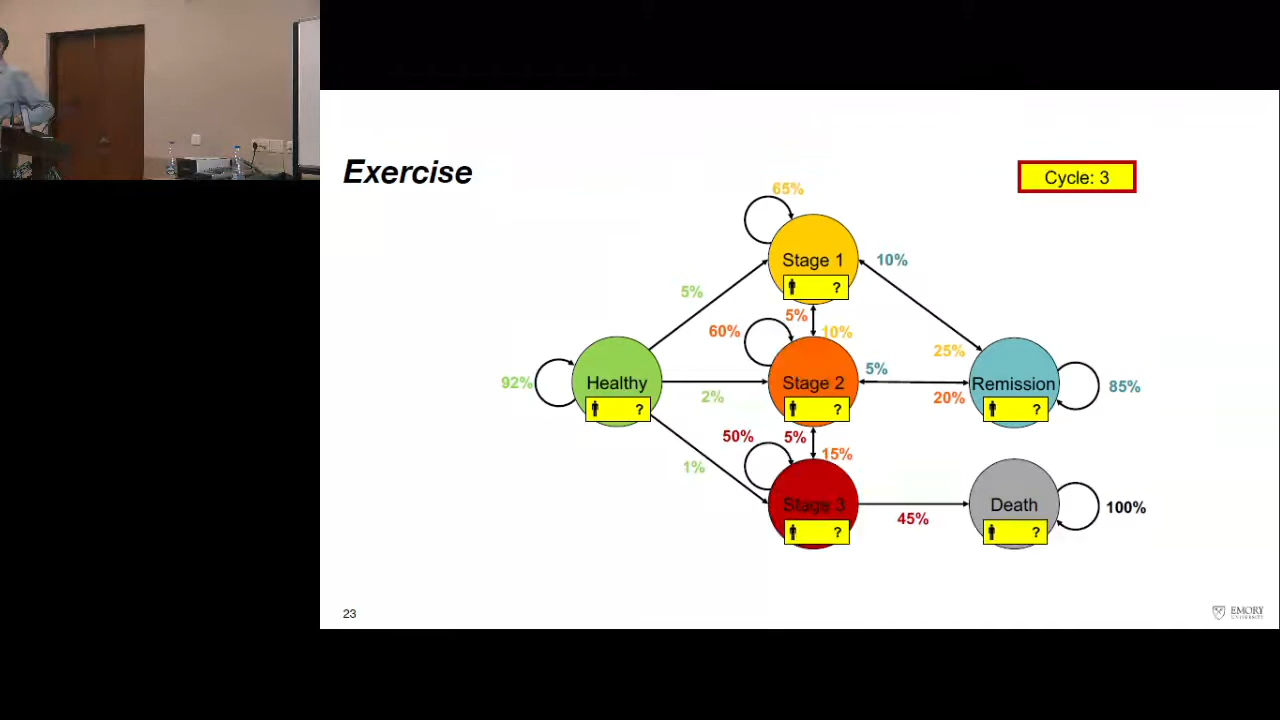 Exercise
Cycle: 3
65%
Stage 1
?
10%
5%
5%
10%
60%
25%
92%
Healthy
?
2%
Stage 2
?
5%
20%
Remission
?
85%
50%
5%
15%
1%
Stage 3
?
45%
Death
?
100%
23
EMORY
UNIVERSITY